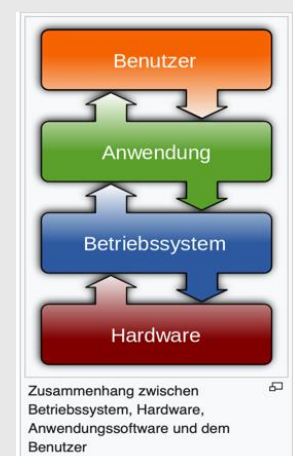 Benutzer
Anwendung
Betriebssystem
Hardware
Zusammenhang zwischen
Betriebssystem, Hardware,
Anwendungssoftware und dem
Benutzer